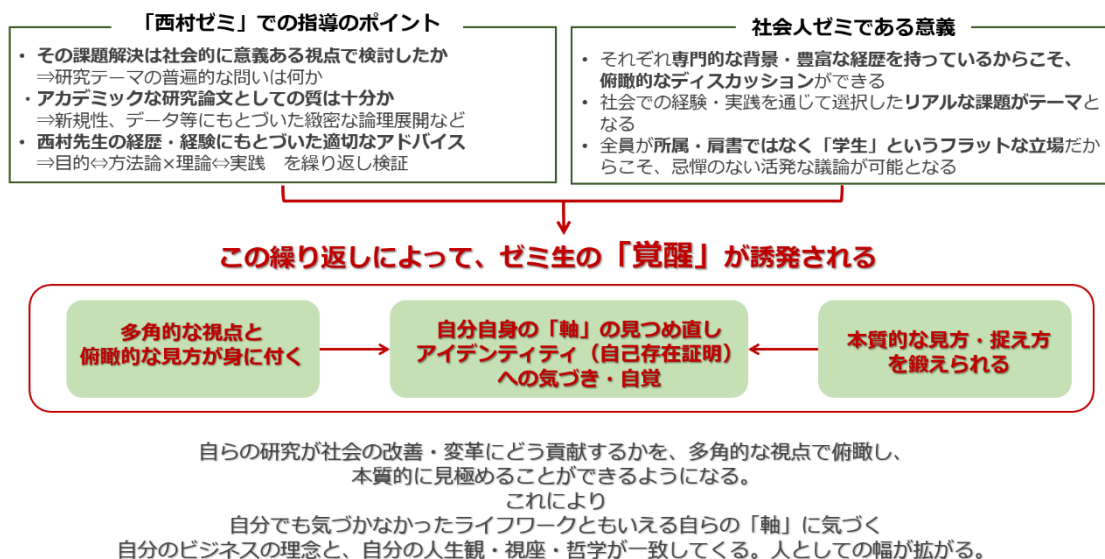 「西村ゼミ」での指導のポイント
• その課題解決は社会的に意義ある視点で検討したか
⇒研究テーマの普遍的な問いは何か
・アカデミックな研究論文としての質は十分か
⇒新規性、データ等にもとづいた緻密な論理展開など
• 西村先生の経歴・経験にもとづいた適切なアドバイス
⇒目的⇔方法論×理論⇔実践　を繰り返し検証
社会人ゼミである意義
• それぞれ専門的な背景・豊富な経歴を持っているからこそ、
俯瞰的なディスカッションができる
• 社会での経験・実践を通じて選択したリアルな課題がテーマと
なる
• 全員が所属・肩書ではなく「学生」というフラットな立場だか
らこそ、忌憚のない活発な議論が可能となる
この繰り返しによって、ゼミ生の「覚醒」が誘発される
多角的な視点と
俯瞰的な見方が身に付く
自分自身の「軸」の見つめ直し
アイデンティティ（自己存在証明）
への気づき・自覚
本質的な見方・捉え方
を鍛えられる
自らの研究が社会の改善・変革にどう貢献するかを、多角的な視点で俯瞰し、
本質的に見極めることができるようになる。
これにより
自分でも気づかなかったライフワークともいえる自らの「軸」に気づく
自分のビジネスの理念と、自分の人生観・視座・哲学が一致してくる。人としての幅が拡がる。